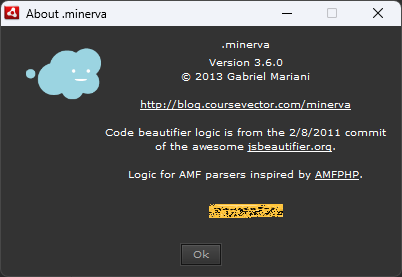 About .minerva
.minerva
Version 3.6.0
© 2013 Gabriel Mariani
http://blog.coursevector.com/minerva
Code beautifier logic is from the 2/8/2011 commit
of the awesome jsbeautifier.org.
Logic for AMF parsers inspired by AMFPHP.
Ok